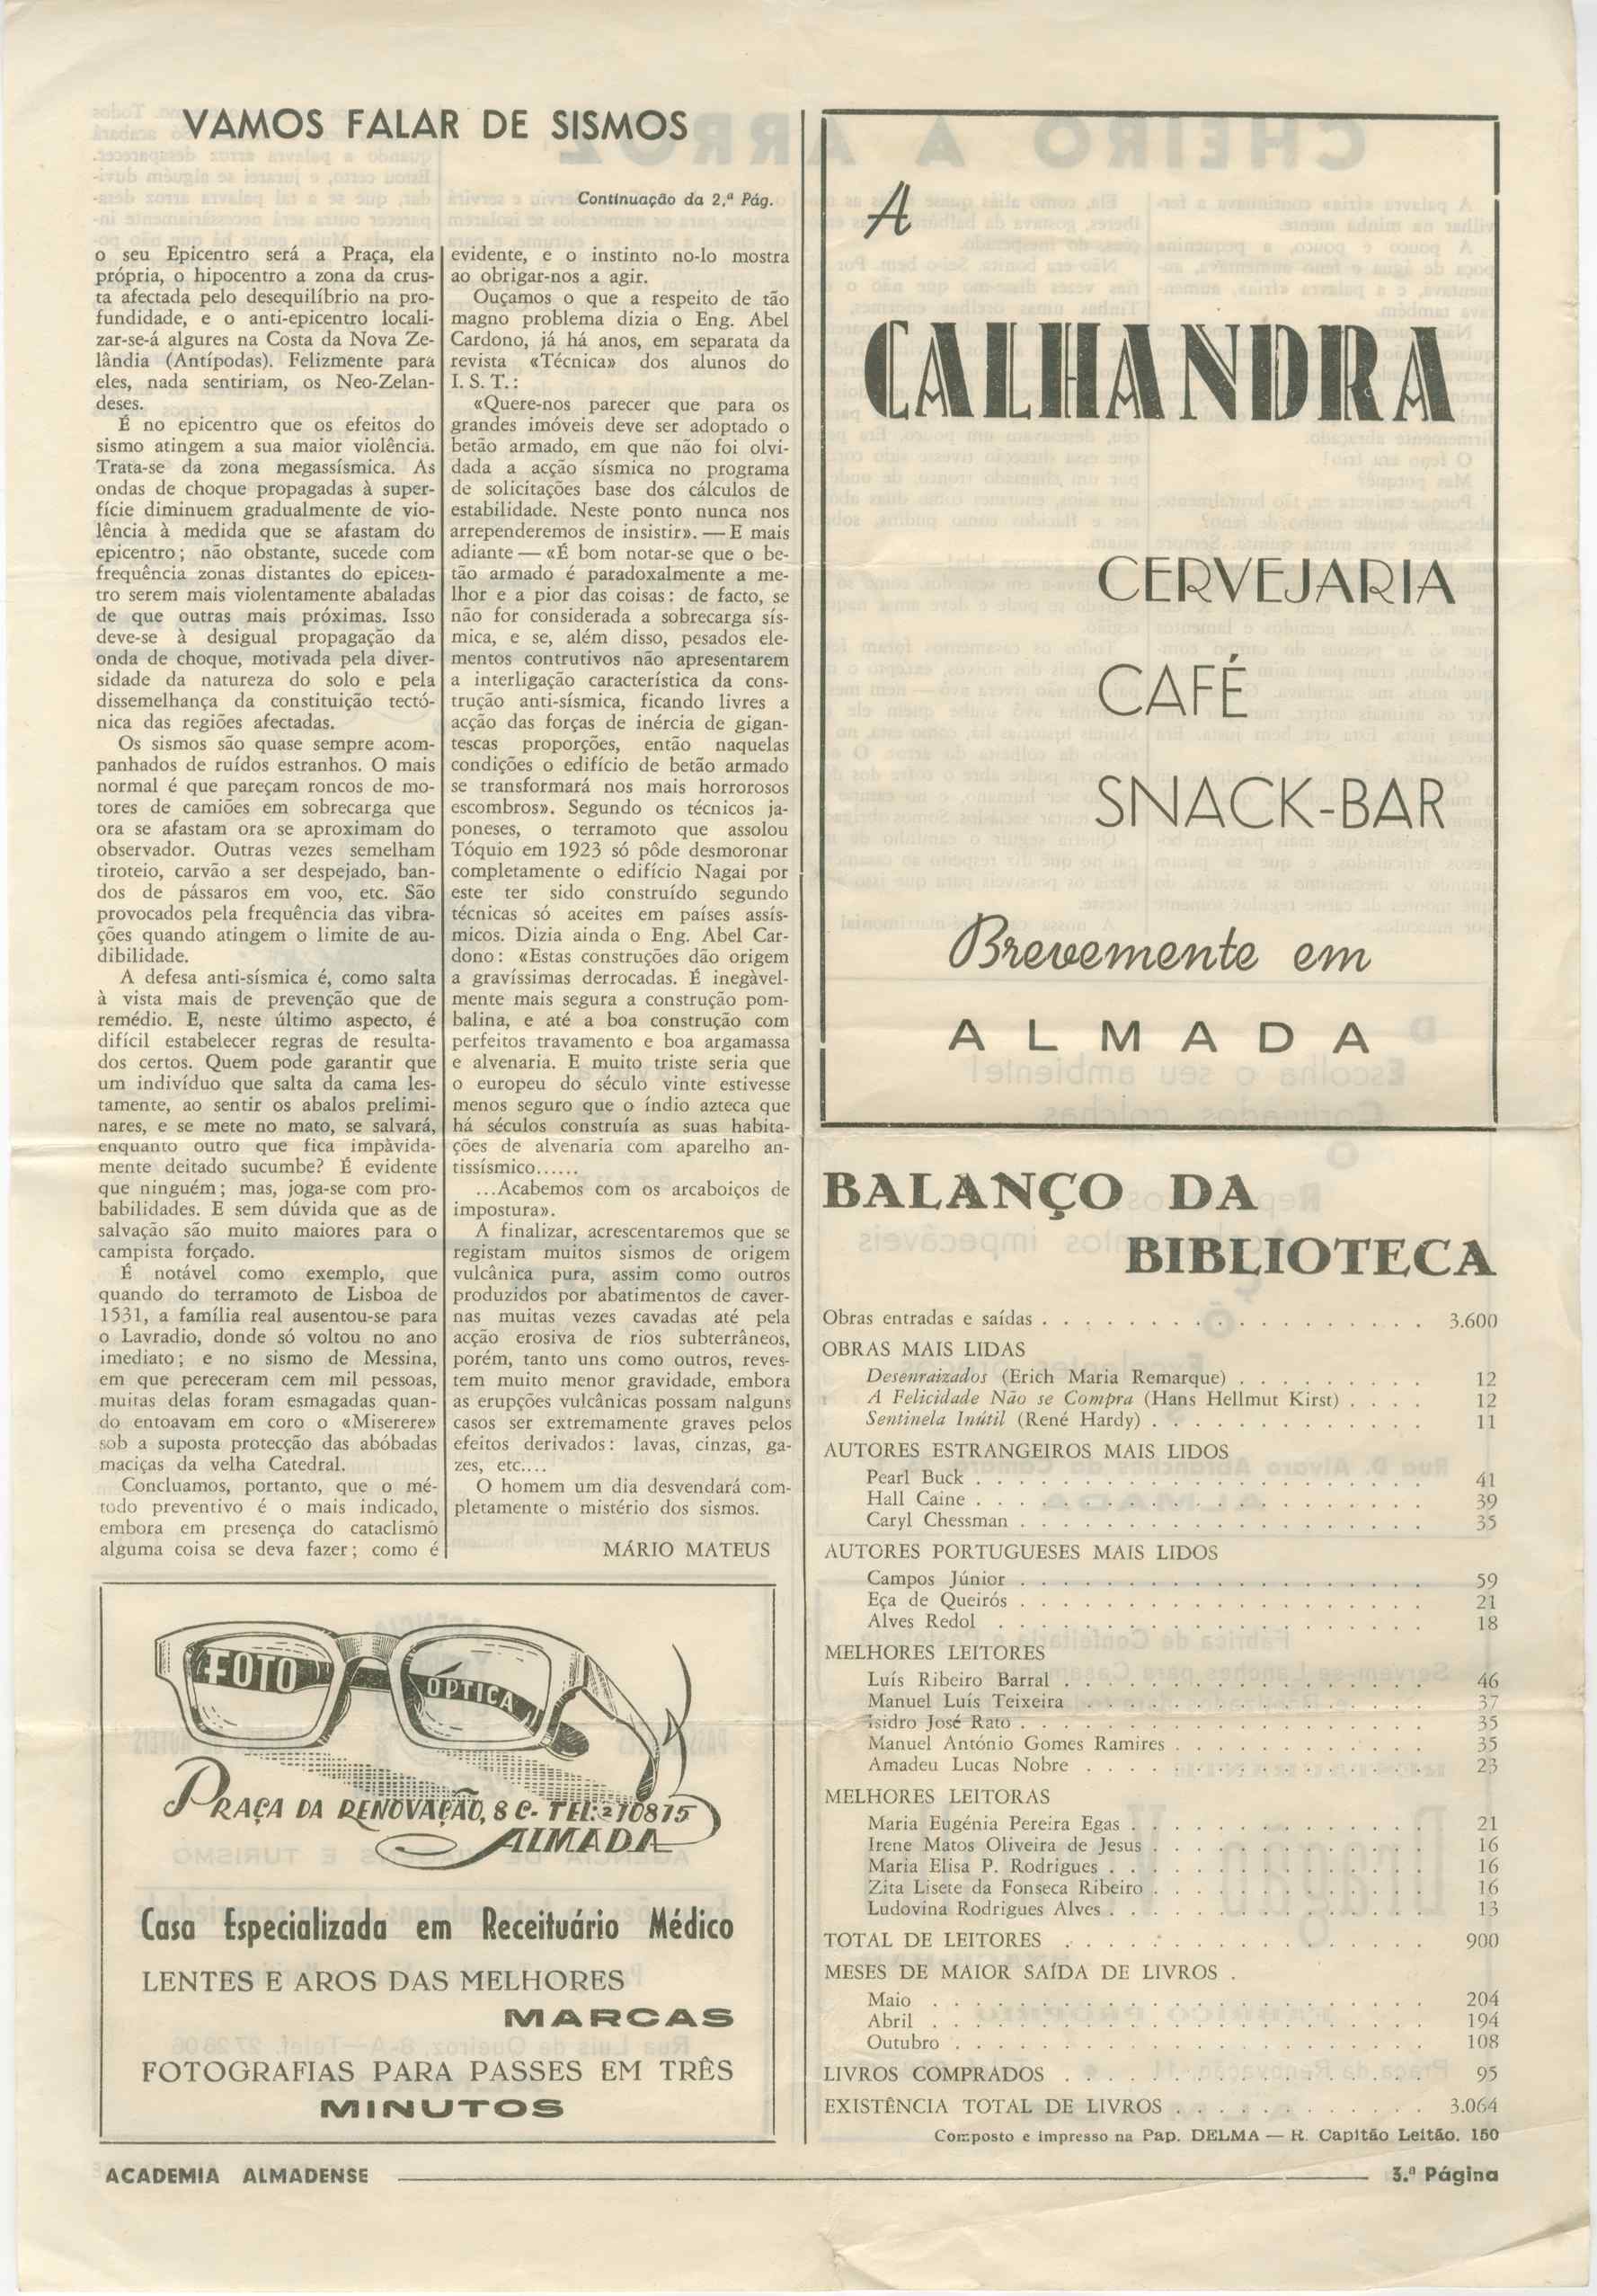 VAMOS FALAR DE SISMOS
Continuação da 2.ª Pág.
o seu Epicentro será a Praça, ela
própria, o hipocentro a zona da crus-
ta afectada pelo desequilíbrio na pro-
fundidade, e o anti-epicentro locali-
zar-se-á algures na Costa da Nova Ze-
lândia (Antípodas). Felizmente para
eles, nada sentiriam, os Neo-Zelan-
deses.
É no epicentro que os efeitos do
sismo atingem a sua maior violência.
Trata-se da zona megassísmica. As
ondas de choque propagadas à super-
fície diminuem gradualmente de vio-
lência à medida que se afastam do
epicentro; não obstante, sucede com
frequência zonas distantes do epicen-
tro serem mais violentamente abaladas
de que outras mais próximas. Isso
deve-se à desigual propagação da
onda de choque, motivada pela diver-
sidade da natureza do solo e pela
dissemelhança da constituição tectó-
nica das regiões afectadas.
Os sismos são quase sempre acom-
panhados de ruídos estranhos. O mais
normal é que pareçam roncos de mo-
tores de camiões em sobrecarga que
ora se afastam ora se aproximam do
observador. Outras vezes semelham
tiroteio, carvão a ser despejado, ban-
dos de pássaros em voo, etc. São
provocados pela frequência das vibra-
ções quando atingem o limite de au-
dibilidade.
A defesa anti-sísmica é, como salta
à vista mais de prevenção que de
remédio. E, neste último aspecto, é
difícil estabelecer regras de resulta-
dos certos. Quem pode garantir que
um indivíduo que salta da cama les-
tamente, ao sentir os abalos prelimi-
nares, e se mete no mato, se salvará,
enquanto outro que fica impàvida-
mente deitado sucumbe? É evidente
que ninguém; mas, joga-se com pro-
babilidades. E sem dúvida que as de
salvação são muito maiores para o
campista forçado.
É notável como exemplo, que
quando do terramoto de Lisboa de
1531, a família real ausentou-se para
o Lavradio, donde só voltou no ano
imediato; e no sismo de Messina,
em que pereceram cem mil pessoas,
muitas delas foram esmagadas quan-
do entoavam em coro o «Miserere»
sob a suposta protecção das abóbadas
maciças da velha Catedral.
Concluamos, portanto, que o mé-
todo preventivo é o mais indicado,
embora em presença do cataclismo
alguma coisa se deva fazer; como é
evidente, e o instinto no-lo mostra
ao obrigar-nos a agir.
Ouçamos o que a respeito de tão
magno problema dizia o Eng. Abel
Cardono, já há anos, em separata da
revista «Técnica» dos alunos do
I. S. T.:
«Quere-nos parecer que para os
grandes imóveis deve ser adoptado o
betão armado, em que não foi olvi-
dada a acção sísmica no programa
de solicitações base dos cálculos de
estabilidade. Neste ponto nunca nos
arrependeremos de insistir». — E mais
adiante — «É bom notar-se que o be-
tão armado é paradoxalmente a me-
lhor e a pior das coisas: de facto, se
não for considerada a sobrecarga sís-
mica, e se, além disso, pesados ele-
mentos contrutivos não apresentarem
a interligação característica da cons-
trução anti-sísmica, ficando livres a
acção das forças de inércia de gigan-
tescas proporções, então naquelas
condições o edifício de betão armado
se transformará nos mais horrorosos
escombros». Segundo os técnicos ja-
poneses, o terramoto que assolou
Tóquio em 1923 só pôde desmoronar
completamente o edifício Nagai por
este ter sido construído segundo
técnicas só aceites em países assís-
micos. Dizia ainda o Eng. Abel Car-
dono: «Estas construções dão origem
a gravíssimas derrocadas. É inegàvel-
mente mais segura a construção pom-
balina, e até a boa construção com
perfeitos travamento e boa argamassa
e alvenaria. E muito triste seria que
o europeu do século vinte estivesse
menos seguro que o índio azteca que
há séculos construía as suas habita-
ções de alvenaria com aparelho an-
tissísmico......
...Acabemos com os arcaboiços de
impostura».
A finalizar, acrescentaremos que se
registam muitos sismos de origem
vulcânica pura, assim como outros
produzidos por abatimentos de caver-
nas muitas vezes cavadas até pela
acção erosiva de rios subterrâneos,
porém, tanto uns como outros, reves-
tem muito menor gravidade, embora
as erupções vulcânicas possam nalguns
casos ser extremamente graves pelos
efeitos derivados: lavas, cinzas, ga-
zes, etc....
O homem um dia desvendará com-
pletamente o mistério dos sismos.
MÁRIO MATEUS
FOTO
ÓPTICA
PRAÇA DA RENOVAÇÃO, 8 C- TEL: 270875
ALMADA
Casa Especializada em Receituário Médico
LENTES E AROS DAS MELHORES
MARCAS
FOTOGRAFIAS PARA PASSES EM TRÊS
MINUTOS
A
CALHANDRA
CERVEJARIA
CAFÉ
SNACK-BAR
Brevemente em
ALMADA
BALANÇO DA
BIBLIOTECA
Obras entradas e saídas . . . . . . . . . . 3.600
OBRAS MAIS LIDAS
Desenraizados (Erich Maria Remarque) . . . . . . 12
A Felicidade Não se Compra (Hans Hellmut Kirst) . . . . 12
Sentinela Inútil (René Hardy) . . . . . . . . 11
AUTORES ESTRANGEIROS MAIS LIDOS
Pearl Buck . . . . . . . . . . 41
Hall Caine . . . . . . . . . . 39
Caryl Chessman . . . . . . . . . . 35
AUTORES PORTUGUESES MAIS LIDOS
Campos Júnior . . . . . . . . . . 59
Eça de Queirós . . . . . . . . . . 21
Alves Redol . . . . . . . . . . 18
MELHORES LEITORES
Luís Ribeiro Barral . . . . . . . . . . 46
Manuel Luís Teixeira . . . . . . . . . . 37
Isidro José Rato . . . . . . . . . . 35
Manuel António Gomes Ramires . . . . . . . . 35
Amadeu Lucas Nobre . . . . . . . . . . 23
MELHORES LEITORAS
Maria Eugénia Pereira Egas . . . . . . . . . . 21
Irene Matos Oliveira de Jesus . . . . . . . . . . 16
Maria Elisa P. Rodrigues . . . . . . . . . . 16
Zita Lisete da Fonseca Ribeiro . . . . . . . . . . 16
Ludovina Rodrigues Alves . . . . . . . . . . 13
TOTAL DE LEITORES . . . . . . . . . . 900
MESES DE MAIOR SAÍDA DE LIVROS .
Maio . . . . . . . . . . 204
Abril . . . . . . . . . . 194
Outubro . . . . . . . . . . 108
LIVROS COMPRADOS . . . . . . . . . . 95
EXISTÊNCIA TOTAL DE LIVROS . . . . . . . . . . 3.064
Composto e impresso na Pap. DELMA — R. Capitão Leitão, 150
ACADEMIA ALMADENSE 3.ª Página